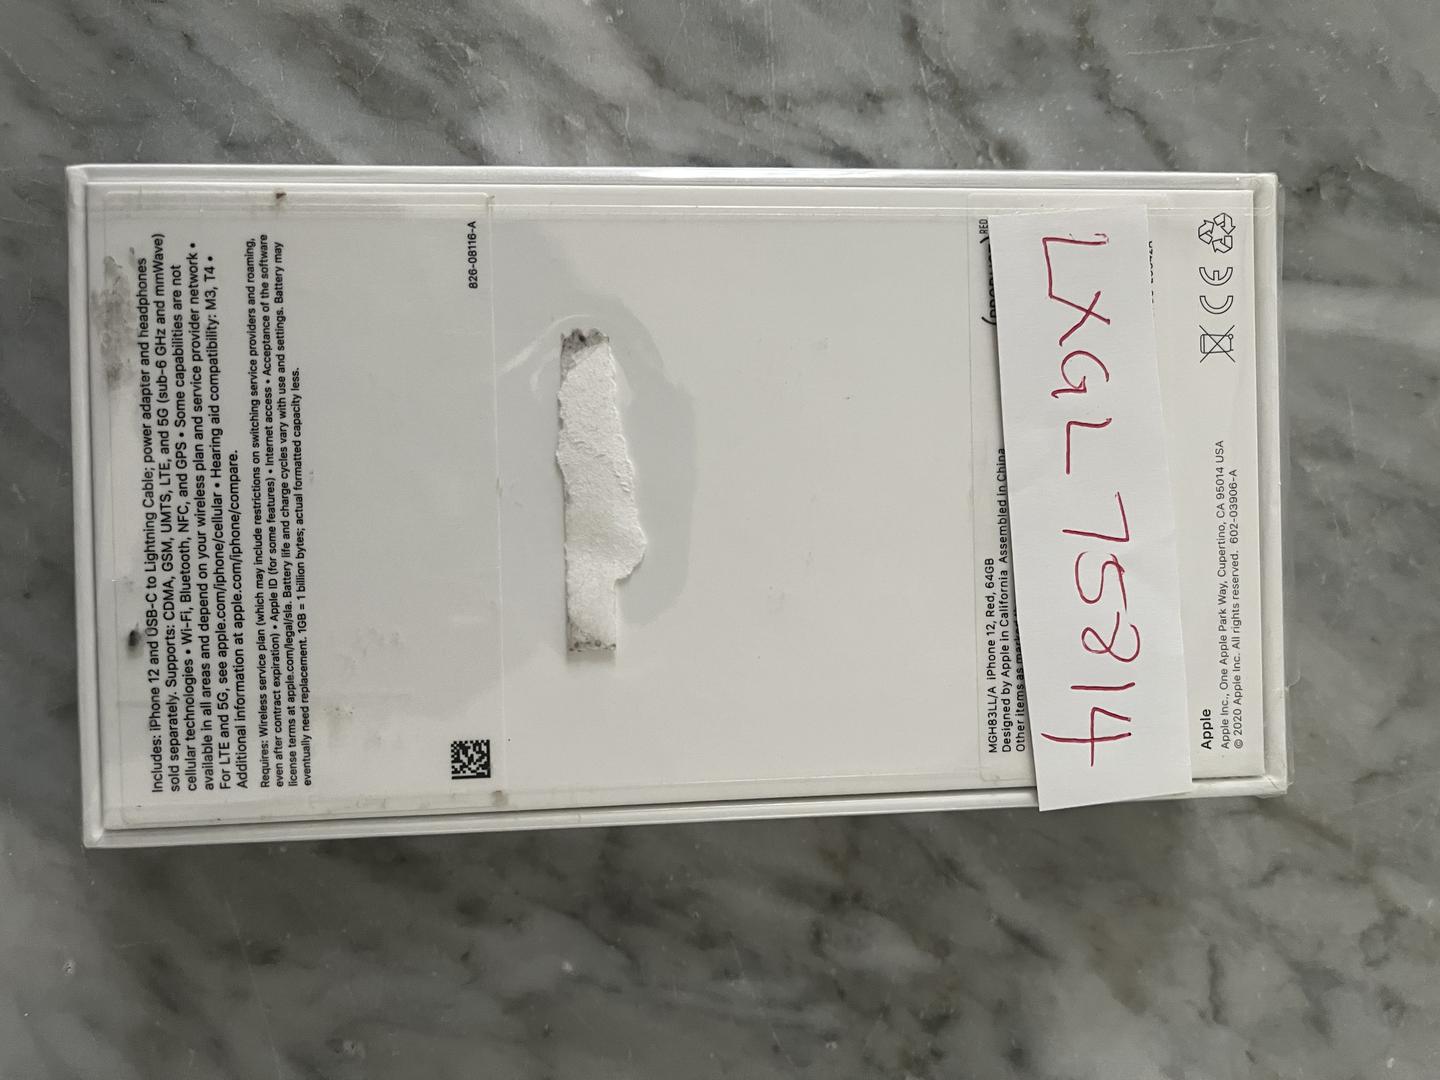 Includes: iPhone 12 and USB-C to Lightning Cable; power adapter and headphones
sold separately. Supports: CDMA, GSM, UMTS, LTE, and 5G (sub-6 GHz and mmWave)
cellular technologies • Wi-Fi, Bluetooth, NFC, and GPS • Some capabilities are not
available in all areas and depend on your wireless plan and service provider network •
For LTE and 5G, see apple.com/iphone/cellular • Hearing aid compatibility: M3, T4 •
Additional information at apple.com/iphone/compare.
Requires: Wireless service plan (which may include restrictions on switching service providers and roaming,
even after contract expiration) • Apple ID (for some features) • Internet access • Acceptance of the software
license terms at apple.com/legal/sla. Battery life and charge cycles vary with use and settings. Battery may
eventually need replacement. 1GB = 1 billion bytes; actual formatted capacity less.
826-08116-A
RED
MGH83LL/A iPhone 12, Red, 64GB
Designed by Apple in California Assembled in China
Other items as marked
LXGL 75814
Apple
Apple Inc., One Apple Park Way, Cupertino, CA 95014 USA
© 2020 Apple Inc. All rights reserved. 602-03906-A
CE